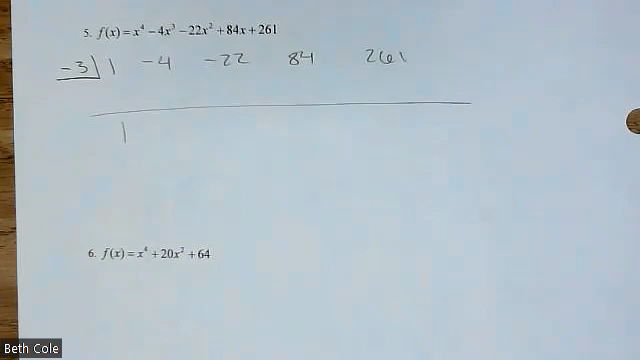 5. f(x) = x⁴ − 4x³ − 22x² + 84x + 261
-3 | 1 -4 -22 84 261
1
6. f(x) = x⁴ + 20x² + 64
Beth Cole